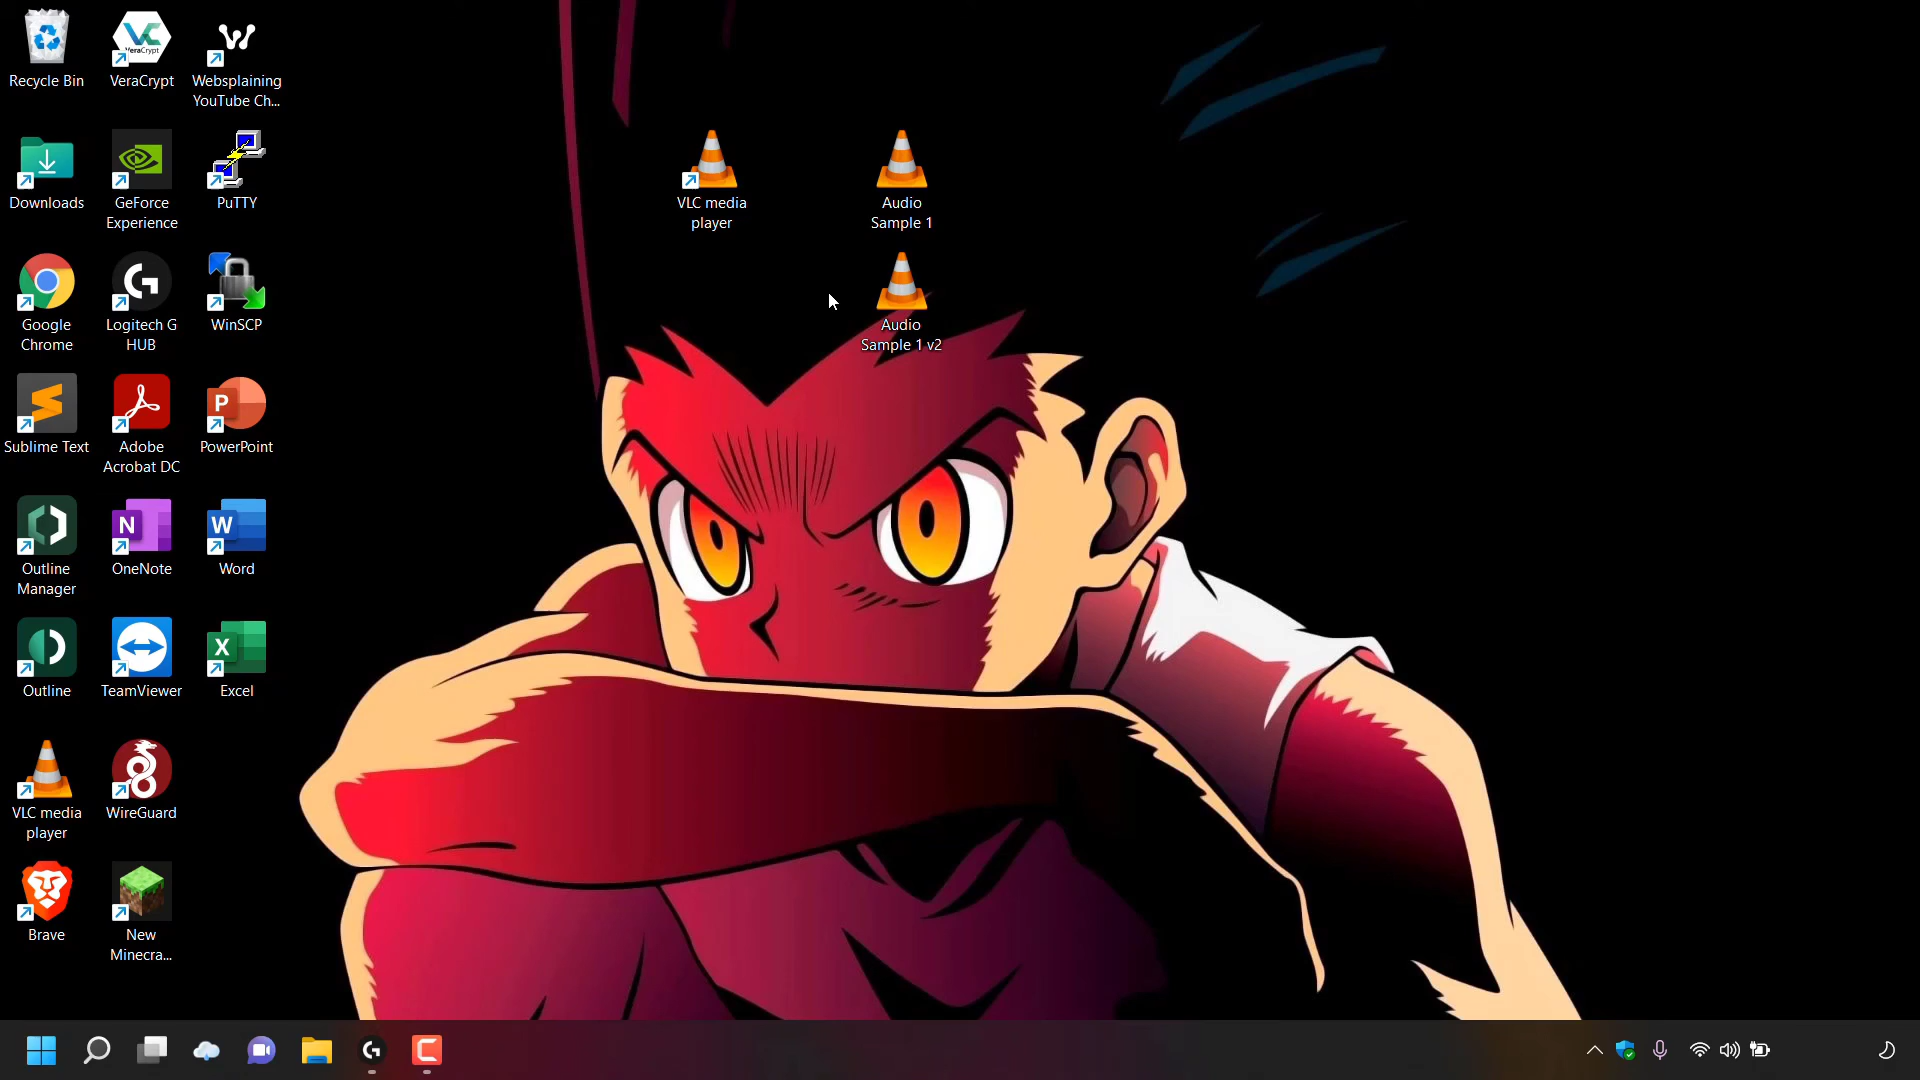 Recycle Bin
VeraCrypt
VeraCrypt
Websplaining
YouTube Ch...
Downloads
GeForce
Experience
PuTTY
VLC media
player
Audio
Sample 1
Google
Chrome
Logitech G
HUB
WinSCP
Audio
Sample 1 v2
Sublime Text
Adobe
Acrobat DC
P
PowerPoint
Outline
Manager
N
OneNote
W
Word
Outline
TeamViewer
X
Excel
VLC media
player
WireGuard
Brave
New
Minecra...